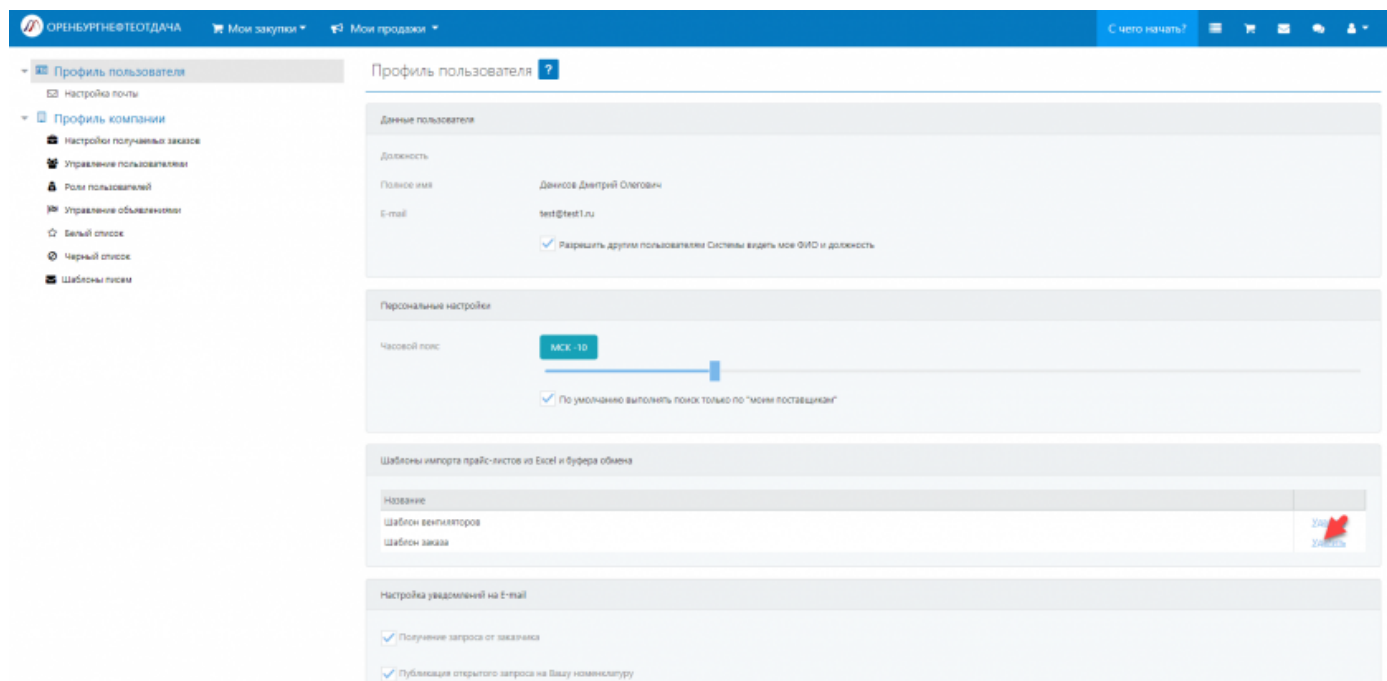 ОРЕНБУРГНЕФТЕОТДАЧА Мои закупки Мои продажи С чего начать?
Профиль пользователя
Настройка почты
Профиль компании
Настройки получаемых заказов
Управление пользователями
Роли пользователей
Управление объявлениями
Белый список
Черный список
Шаблоны писем
Профиль пользователя ?
Данные пользователя
Должность
Полное имя Денисов Дмитрий Олегович
E-mail test@test1.ru
Разрешить другим пользователям Системы видеть мое ФИО и должность
Персональные настройки
Часовой пояс МСК -10
По умолчанию выполнять поиск только по "моим поставщикам"
Шаблоны импорта прайс-листов из Excel и буфера обмена
Название
Шаблон вентиляторов
Шаблон заказа Удалить
Настройка уведомлений на E-mail
Получение запроса от заказчика
Публикация открытого запроса на Вашу номенклатуру